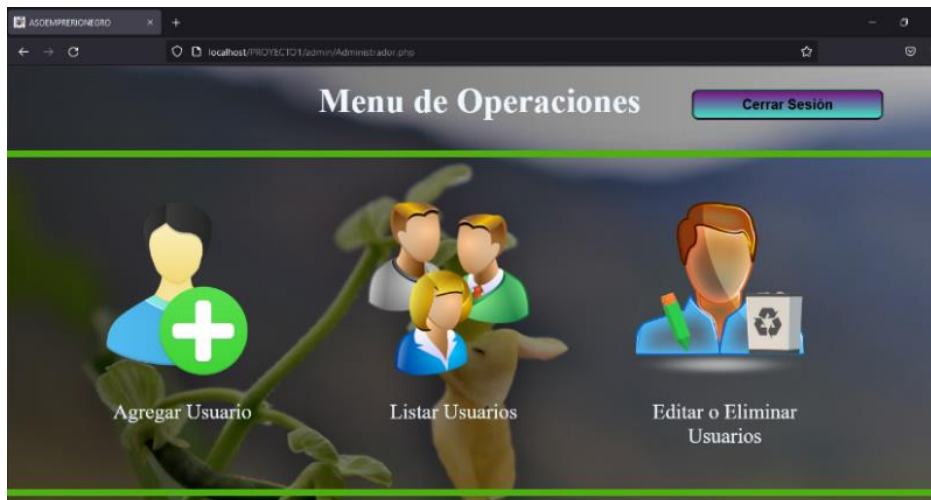 ASOEMPRERIONEGRO
localhost/PROYECTO1/admin/Administrador.php
Menu de Operaciones
Cerrar Sesión
Agregar Usuario
Listar Usuarios
Editar o Eliminar
Usuarios